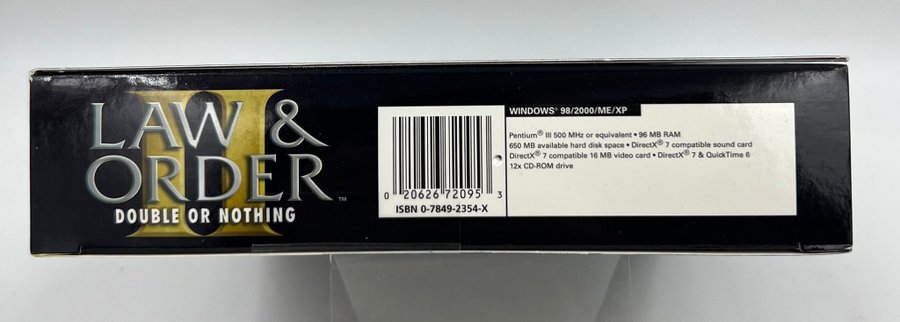 II
LAW &
ORDER™
DOUBLE OR NOTHING
0 20626 72095 3
ISBN 0-7849-2354-X
WINDOWS® 98/2000/ME/XP
Pentium® III 500 MHz or equivalent • 96 MB RAM
650 MB available hard disk space • DirectX® 7 compatible sound card
DirectX® 7 compatible 16 MB video card • DirectX® 7 & QuickTime 6
12x CD-ROM drive